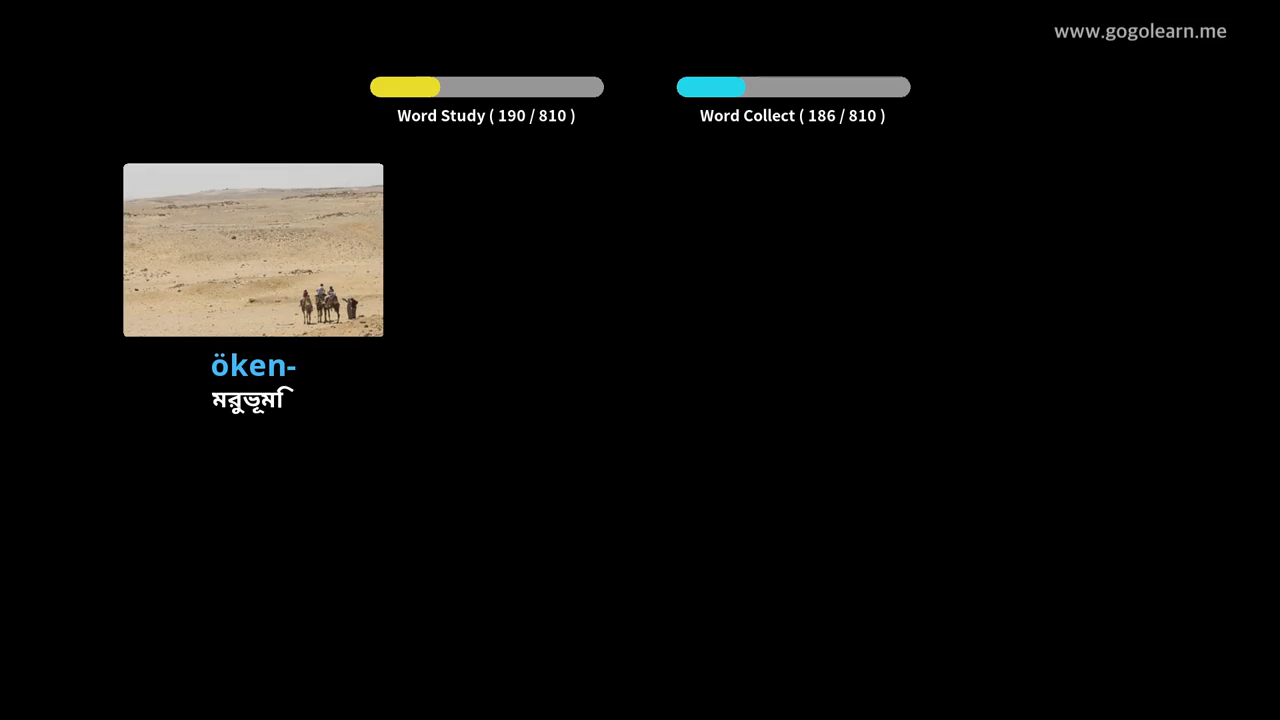 www.gogolearn.me
Word Study ( 190 / 810 )
Word Collect ( 186 / 810 )
öken-
মরুভূমি